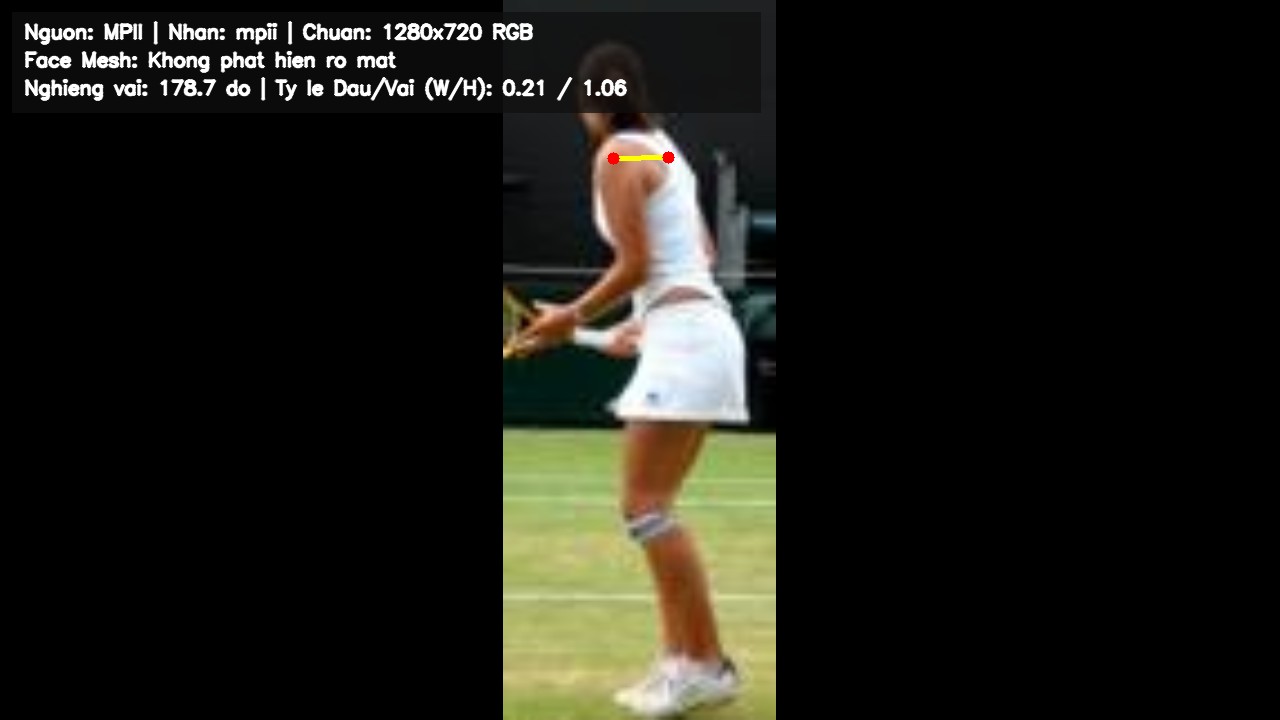 Nguon: MPII | Nhan: mpii | Chuan: 1280x720 RGB
Face Mesh: Khong phat hien ro mat
Nghieng vai: 178.7 do | Ty le Dau/Vai (W/H): 0.21 / 1.06